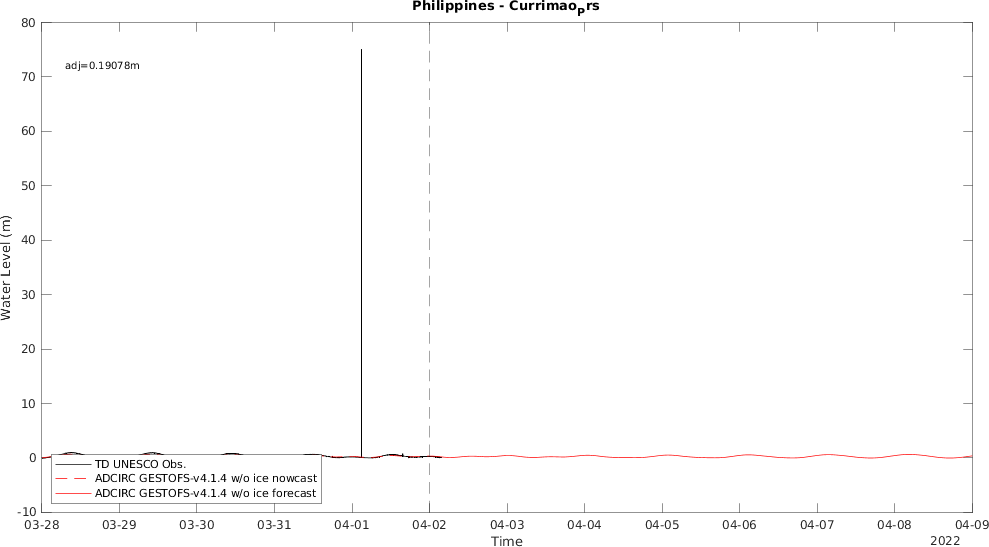 Philippines - Currimaoprs
80
adj=0.19078m
70
60
50
40
30
20
10
0
-10
Water Level (m)
TD UNESCO Obs.
ADCIRC GESTOFS-v4.1.4 w/o ice nowcast
ADCIRC GESTOFS-v4.1.4 w/o ice forecast
03-28 03-29 03-30 03-31 04-01 04-02 04-03 04-04 04-05 04-06 04-07 04-08 04-09
Time
2022